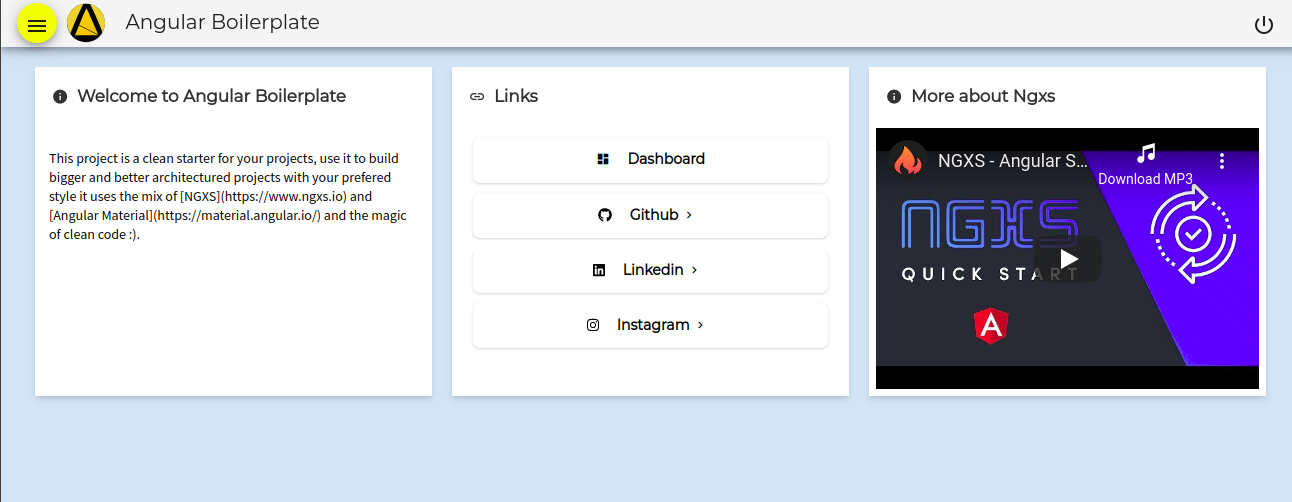 Angular Boilerplate
Welcome to Angular Boilerplate
This project is a clean starter for your projects, use it to build
bigger and better architectured projects with your prefered
style it uses the mix of [NGXS](https://www.ngxs.io) and
[Angular Material](https://material.angular.io/) and the magic
of clean code :).
Links
Dashboard
Github ›
Linkedin ›
Instagram ›
More about Ngxs
NGXS - Angular S...
Download MP3
NGXS
QUICK START
A